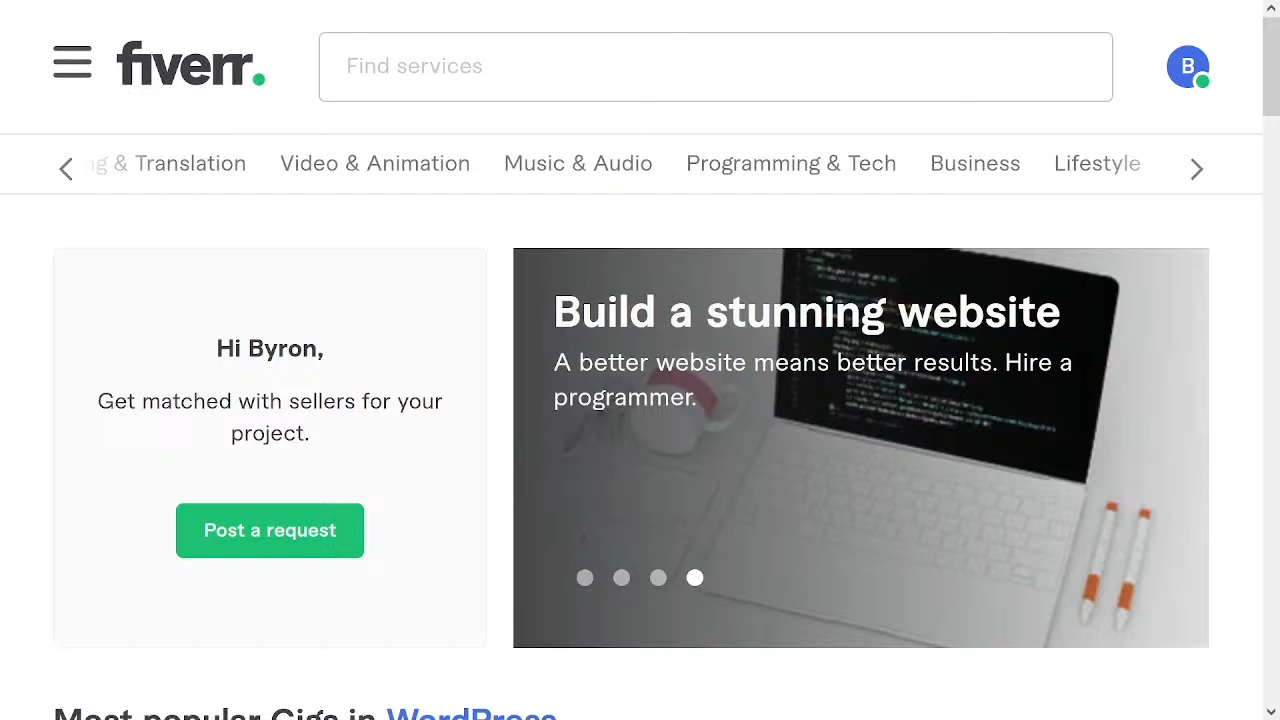 fiverr.
Find services
B
& Translation Video & Animation Music & Audio Programming & Tech Business Lifestyle
Hi Byron,
Get matched with sellers for your
project.
Post a request
Build a stunning website
A better website means better results. Hire a
programmer.
Most popular Gigs in WordPress